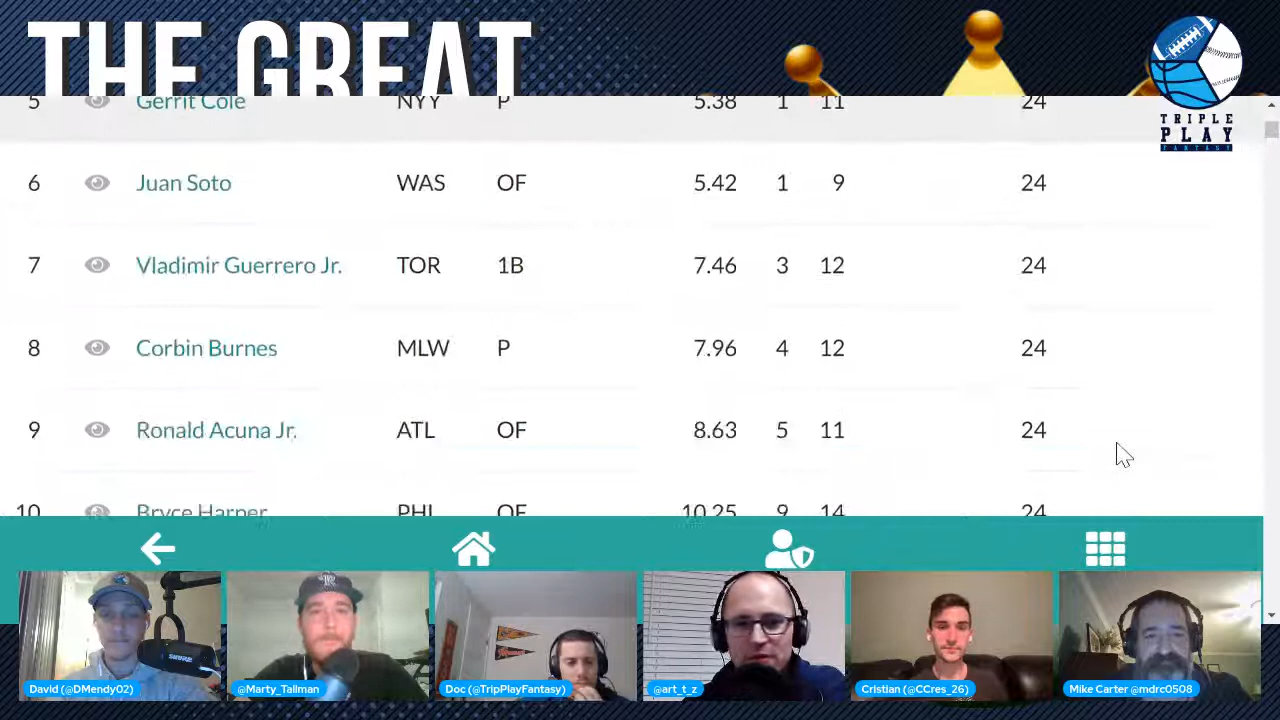 THE GREAT
TRIPLE
PLAY
FANTASY
5 Gerrit Cole NYY P 5.38 1 11 24
6 Juan Soto WAS OF 5.42 1 9 24
7 Vladimir Guerrero Jr. TOR 1B 7.46 3 12 24
8 Corbin Burnes MLW P 7.96 4 12 24
9 Ronald Acuna Jr. ATL OF 8.63 5 11 24
10 Bryce Harper PHI OF 10.25 9 14 24
SHURE
David (@DMendy02)
@Marty_Tallman
Doc (@TripPlayFantasy)
@art_t_z
Cristian (@CCres_26)
Mike Carter @mdrc0508